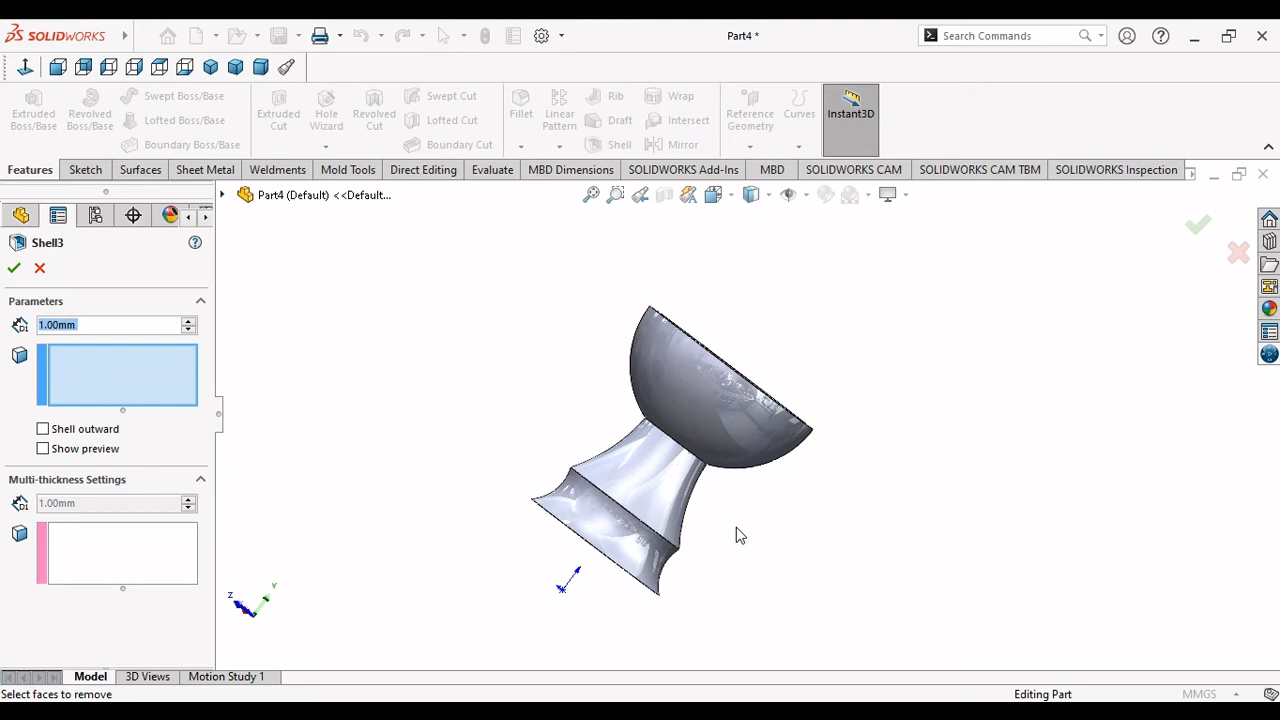 SOLIDWORKS
Part4 *
Search Commands
Extruded Boss/Base
Revolved Boss/Base
Swept Boss/Base
Lofted Boss/Base
Boundary Boss/Base
Extruded Cut
Hole Wizard
Revolved Cut
Swept Cut
Lofted Cut
Boundary Cut
Fillet
Linear Pattern
Rib
Draft
Shell
Wrap
Intersect
Mirror
Reference Geometry
Curves
Instant3D
Features
Sketch
Surfaces
Sheet Metal
Weldments
Mold Tools
Direct Editing
Evaluate
MBD Dimensions
SOLIDWORKS Add-Ins
MBD
SOLIDWORKS CAM
SOLIDWORKS CAM TBM
SOLIDWORKS Inspection
Part4 (Default) <<Default...
Shell3
Parameters
1.00mm
Shell outward
Show preview
Multi-thickness Settings
1.00mm
Z
Y
Model
3D Views
Motion Study 1
Select faces to remove
Editing Part
MMGS